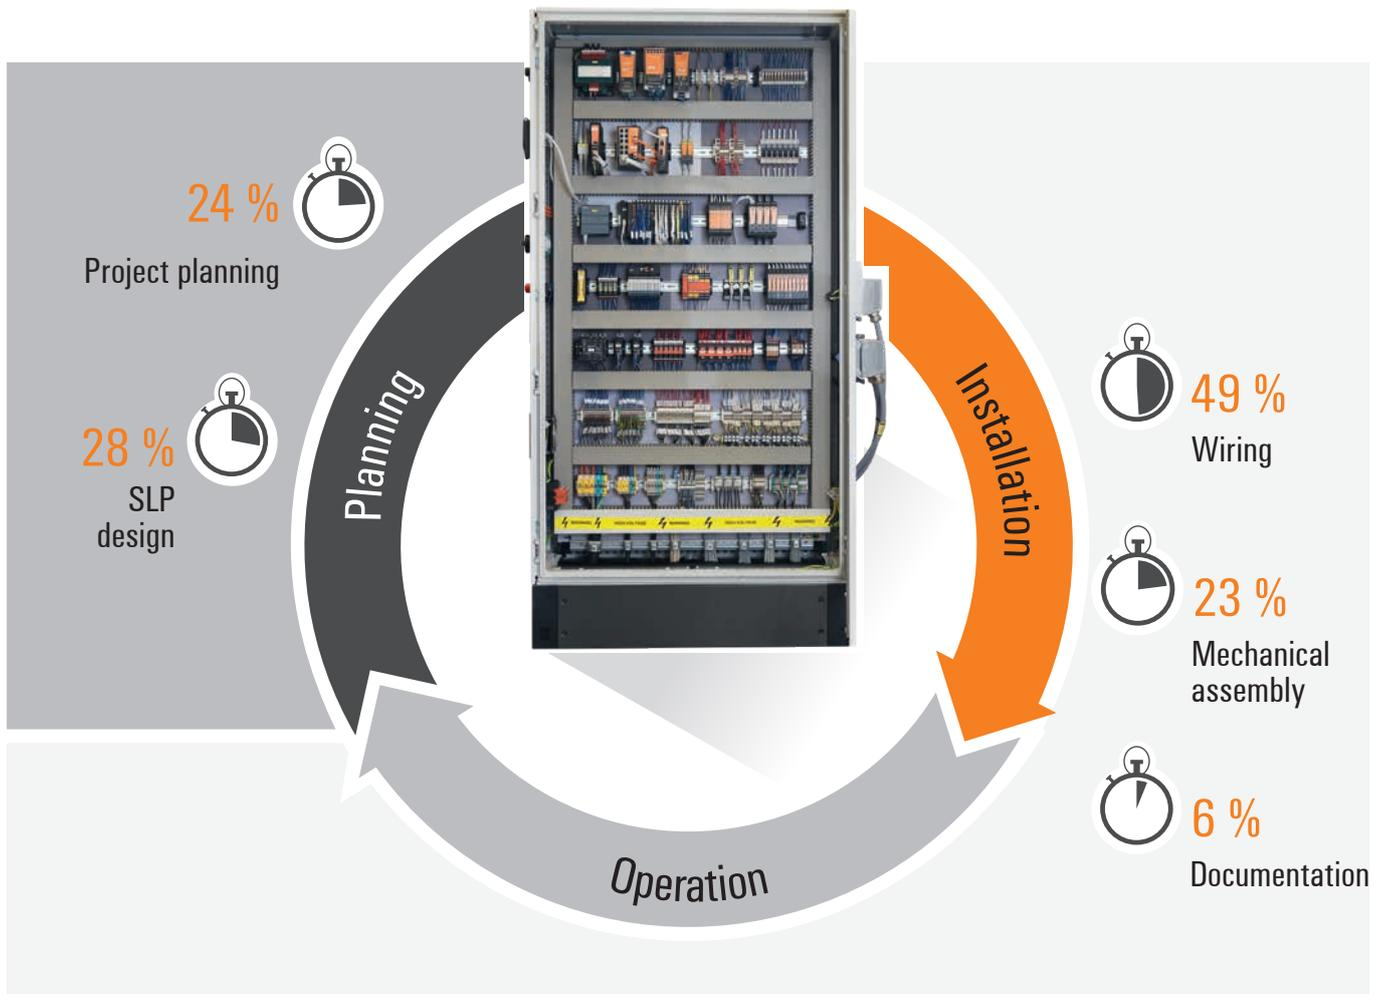 24 %
Project planning
28 %
SLP
design
Planning
Installation
Operation
49 %
Wiring
23 %
Mechanical
assembly
6 %
Documentation